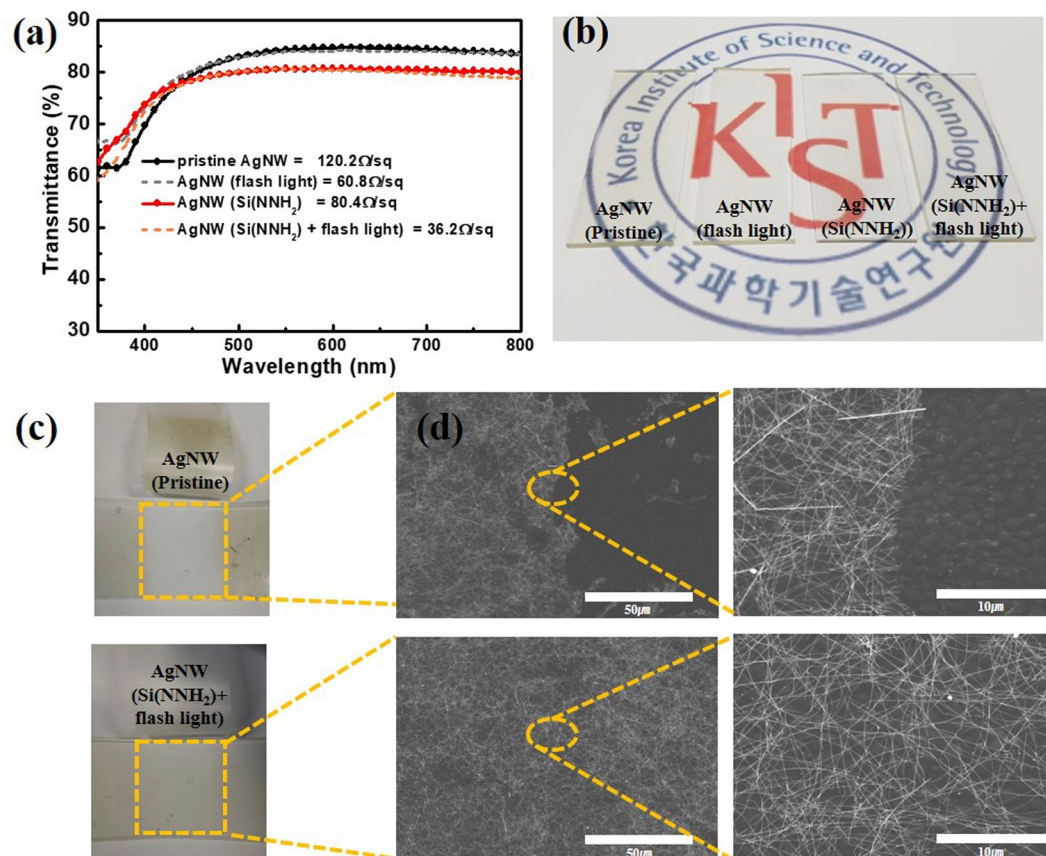 (a)
90
80
70
60
50
40
30
Transmittance (%)
pristine AgNW = 120.2Ω/sq
AgNW (flash light) = 60.8Ω/sq
AgNW (Si(NNH₂) = 80.4Ω/sq
AgNW (Si(NNH₂) + flash light) = 36.2Ω/sq
400 500 600 700 800
Wavelength (nm)
(b)
Korea Institute of Science and Technology
KIST
한국과학기술연구원
AgNW
(Pristine)
AgNW
(flash light)
AgNW
(Si(NNH₂))
AgNW
(Si(NNH₂)+
flash light)
(c)
AgNW
(Pristine)
(d)
50㎛
10㎛
AgNW
(Si(NNH₂)+
flash light)
50㎛
10㎛